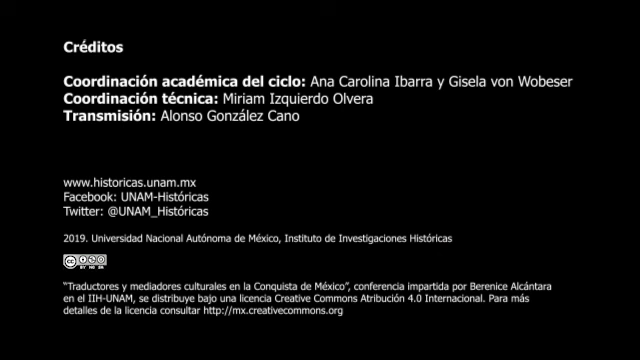 Créditos
Coordinación académica del ciclo: Ana Carolina Ibarra y Gisela von Wobeser
Coordinación técnica: Miriam Izquierdo Olvera
Transmisión: Alonso González Cano
www.historicas.unam.mx
Facebook: UNAM-Históricas
Twitter: @UNAM_Históricas
2019. Universidad Nacional Autónoma de México, Instituto de Investigaciones Históricas
“Traductores y mediadores culturales en la Conquista de México”, conferencia impartida por Berenice Alcántara
en el IIH-UNAM, se distribuye bajo una licencia Creative Commons Atribución 4.0 Internacional. Para más
detalles de la licencia consultar http://mx.creativecommons.org